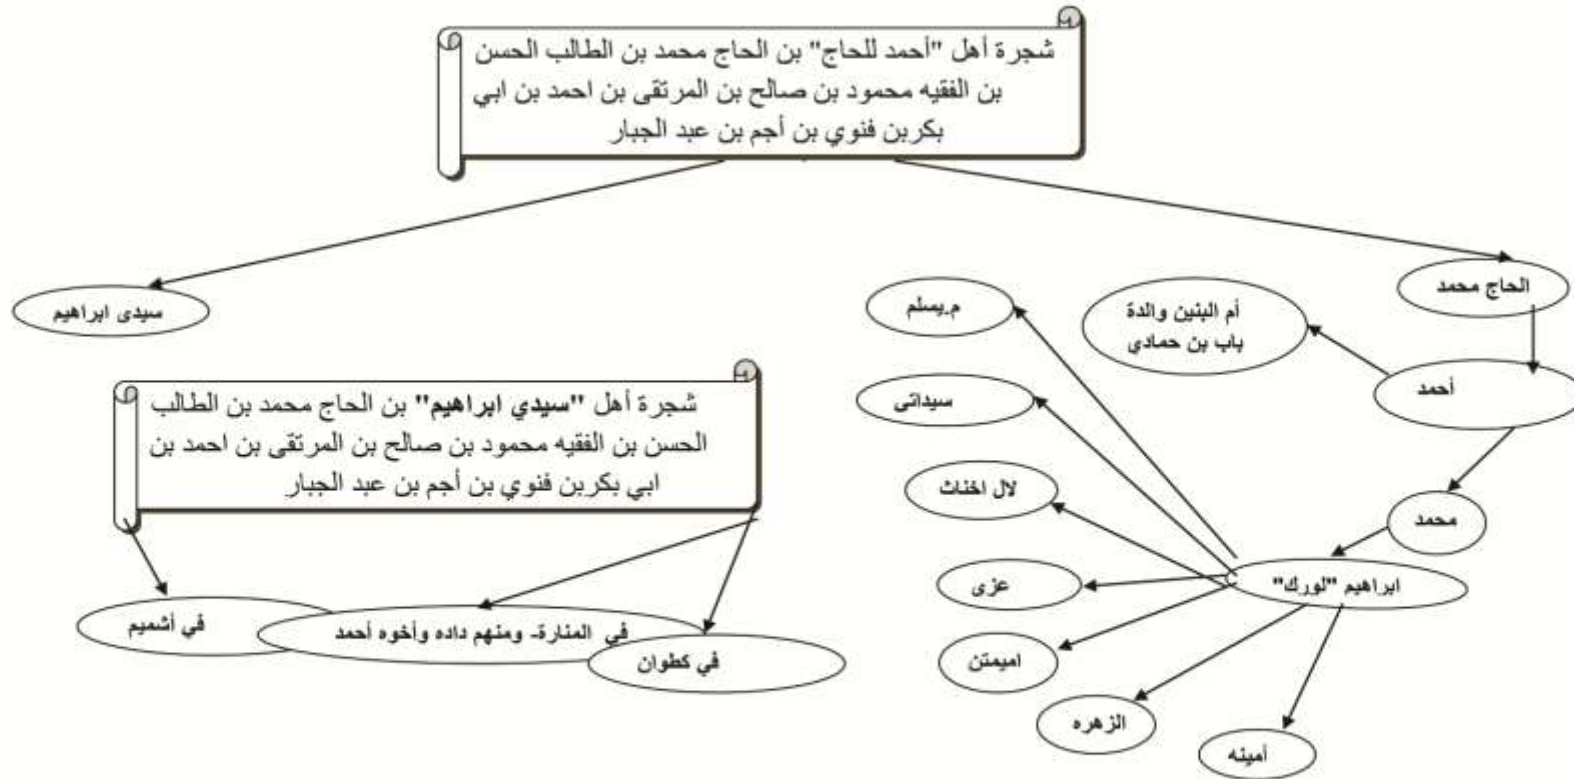 شجرة أهل "أحمد للحاج" بن الحاج محمد بن الطالب الحسن
بن الفقيه محمود بن صالح بن المرتقى بن احمد بن ابي
بكربن فنوي بن أجم بن عبد الجبار
الحاج محمد
سيدى ابراهيم
أم البنين والدة
باب بن حمادي
م.يسلم
أحمد
سيداتى
شجرة أهل "سيدي ابراهيم" بن الحاج محمد بن الطالب
الحسن بن الفقيه محمود بن صالح بن المرتقى بن احمد بن
ابي بكربن فنوي بن أجم بن عبد الجبار
لال اخناث
محمد
ابراهيم "لورك"
عزى
في أشميم
في المنارة- ومنهم داده وأخوه أحمد
في كطوان
اميمتن
الزهره
أمينه